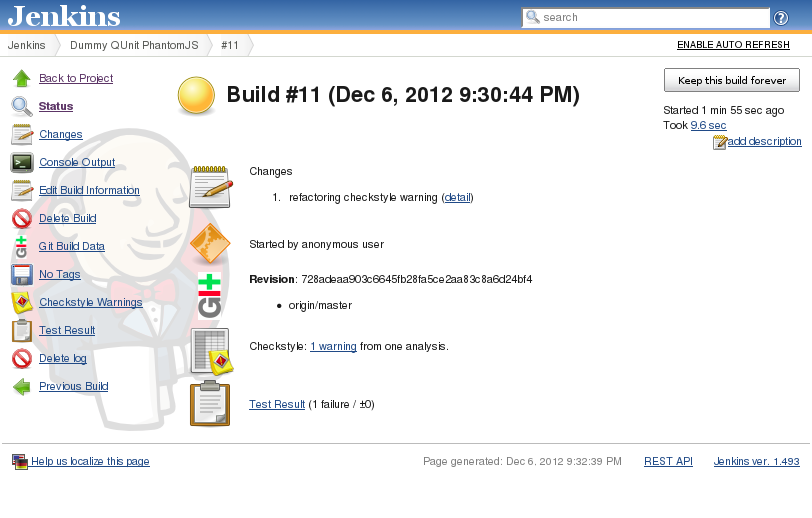 Jenkins
search
Jenkins Dummy QUnit PhantomJS #11 ENABLE AUTO REFRESH
Back to Project
Status
Changes
Console Output
Edit Build Information
Delete Build
Git Build Data
No Tags
Checkstyle Warnings
Test Result
Delete log
Previous Build
Build #11 (Dec 6, 2012 9:30:44 PM)
Keep this build forever
Started 1 min 55 sec ago
Took 9.6 sec
add description
Changes
1. refactoring checkstyle warning (detail)
Started by anonymous user
git
Revision: 728adeaa903c6645fb28fa5ce2aa83c8a6d24bf4
• origin/master
Checkstyle: 1 warning from one analysis.
Test Result (1 failure / ±0)
Help us localize this page Page generated: Dec 6, 2012 9:32:39 PM REST API Jenkins ver. 1.493